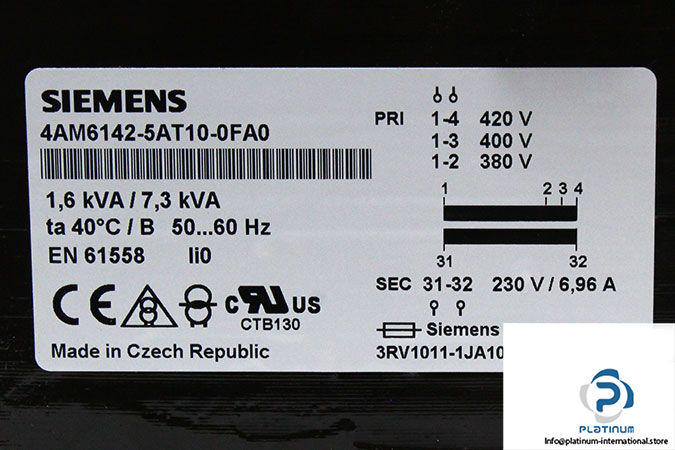 SIEMENS
4AM6142-5AT10-0FA0
1,6 kVA / 7,3 kVA
ta 40°C / B 50...60 Hz
EN 61558 Ii0
CE
c RU US
CTB130
Made in Czech Republic
PRI 1-4 420 V
1-3 400 V
1-2 380 V
1 2 3 4
31 32
SEC 31-32 230 V / 6,96 A
Siemens
3RV1011-1JA10
PLATINUM
Info@platinum-international.store